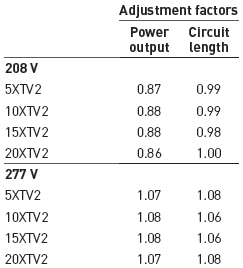 Adjustment factors
Power output Circuit length
208 V
5XTV2 0.87 0.99
10XTV2 0.88 0.99
15XTV2 0.88 0.98
20XTV2 0.86 1.00
277 V
5XTV2 1.07 1.08
10XTV2 1.08 1.06
15XTV2 1.08 1.06
20XTV2 1.07 1.08